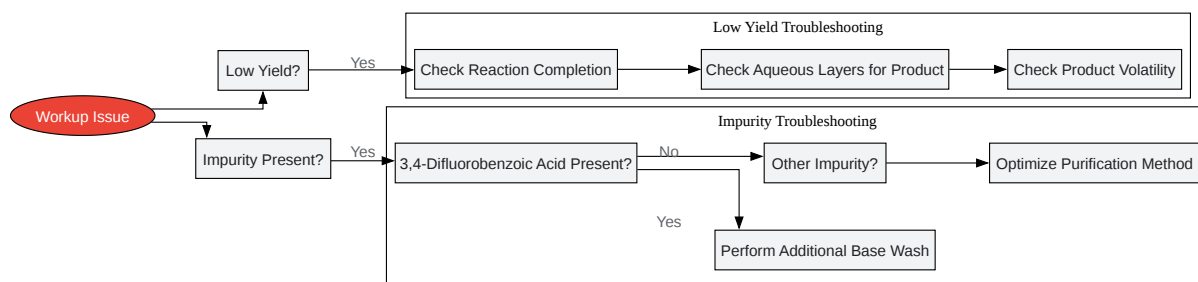 Low Yield Troubleshooting
Low Yield?
Yes
Check Reaction Completion
Check Aqueous Layers for Product
Check Product Volatility
Workup Issue
Impurity Troubleshooting
Impurity Present?
Yes
3,4-Difluorobenzoic Acid Present?
No
Other Impurity?
Optimize Purification Method
Yes
Perform Additional Base Wash